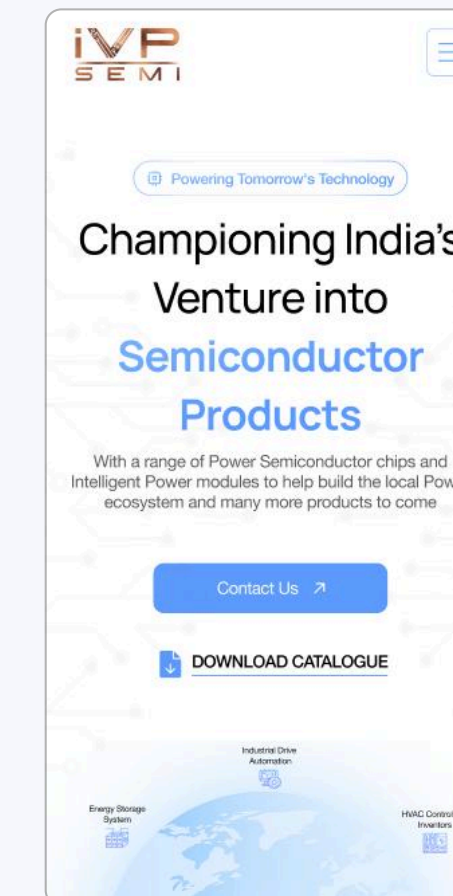 iVP
SEMI
Powering Tomorrow's Technology
Championing India's
Venture into
Semiconductor
Products
With a range of Power Semiconductor chips and
Intelligent Power modules to help build the local Pow
ecosystem and many more products to come
Contact Us
DOWNLOAD CATALOGUE
Industrial Drive
Automation
Energy Storage
System
HVAC Control
Inventors